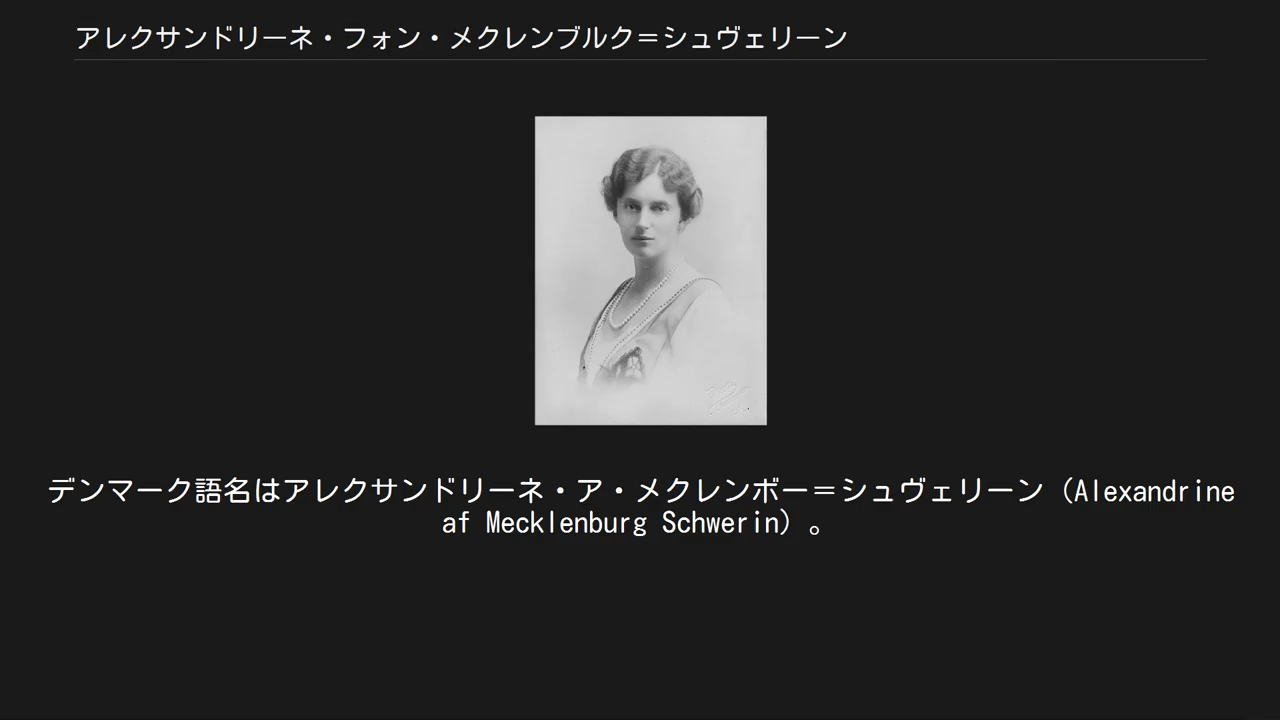 アレクサンドリーネ・フォン・メクレンブルク＝シュヴェリーン
デンマーク語名はアレクサンドリーネ・ア・メクレンボー＝シュヴェリーン（Alexandrine
af Mecklenburg Schwerin）。